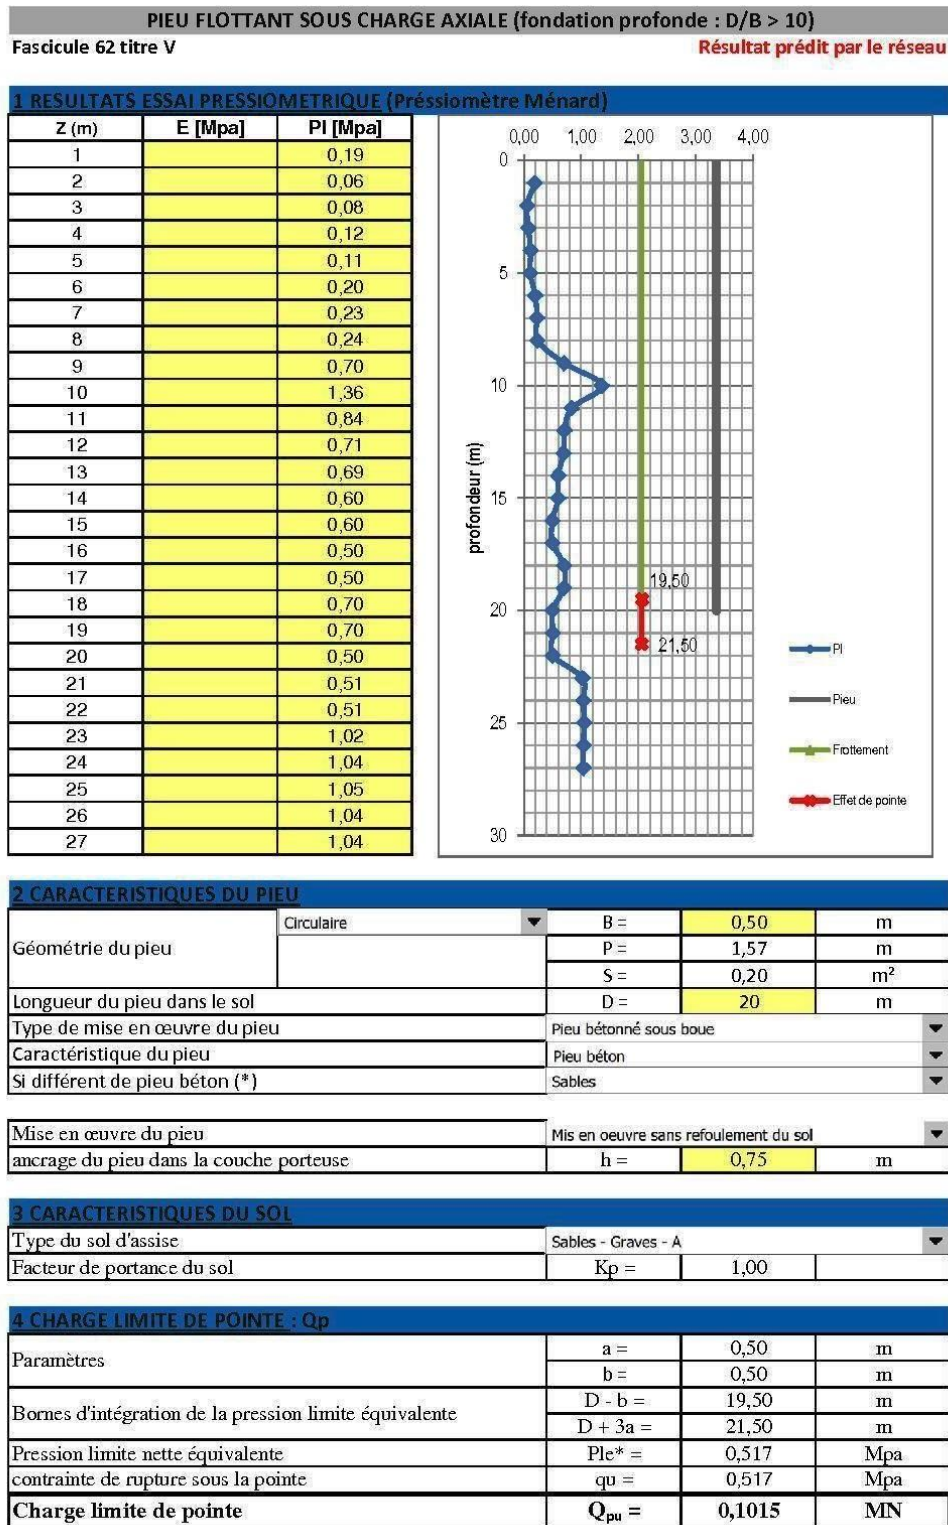 PIEU FLOTTANT SOUS CHARGE AXIALE (fondation profonde : D/B > 10)
Fascicule 62 titre V Résultat prédit par le réseau
1 RESULTATS ESSAI PRESSIOMETRIQUE (Préssiomètre Ménard)
Z (m) E [Mpa] Pl [Mpa]
1 0,19
2 0,06
3 0,08
4 0,12
5 0,11
6 0,20
7 0,23
8 0,24
9 0,70
10 1,36
11 0,84
12 0,71
13 0,69
14 0,60
15 0,60
16 0,50
17 0,50
18 0,70
19 0,70
20 0,50
21 0,51
22 0,51
23 1,02
24 1,04
25 1,05
26 1,04
27 1,04
0,00 1,00 2,00 3,00 4,00
0
5
10
15
20
25
30
profondeur (m)
19,50
21,50
Pl
Pieu
Frottement
Effet de pointe
2 CARACTERISTIQUES DU PIEU
Géométrie du pieu Circulaire B = 0,50 m
P = 1,57 m
S = 0,20 m²
Longueur du pieu dans le sol D = 20 m
Type de mise en œuvre du pieu Pieu bétonné sous boue
Caractéristique du pieu Pieu béton
Si différent de pieu béton (*) Sables
Mise en œuvre du pieu Mis en oeuvre sans refoulement du sol
ancrage du pieu dans la couche porteuse h = 0,75 m
3 CARACTERISTIQUES DU SOL
Type du sol d'assise Sables - Graves - A
Facteur de portance du sol Kp = 1,00
4 CHARGE LIMITE DE POINTE : Qp
Paramètres a = 0,50 m
b = 0,50 m
Bornes d'intégration de la pression limite équivalente D - b = 19,50 m
D + 3a = 21,50 m
Pression limite nette équivalente Ple* = 0,517 Mpa
contrainte de rupture sous la pointe qu = 0,517 Mpa
Charge limite de pointe Qpu = 0,1015 MN